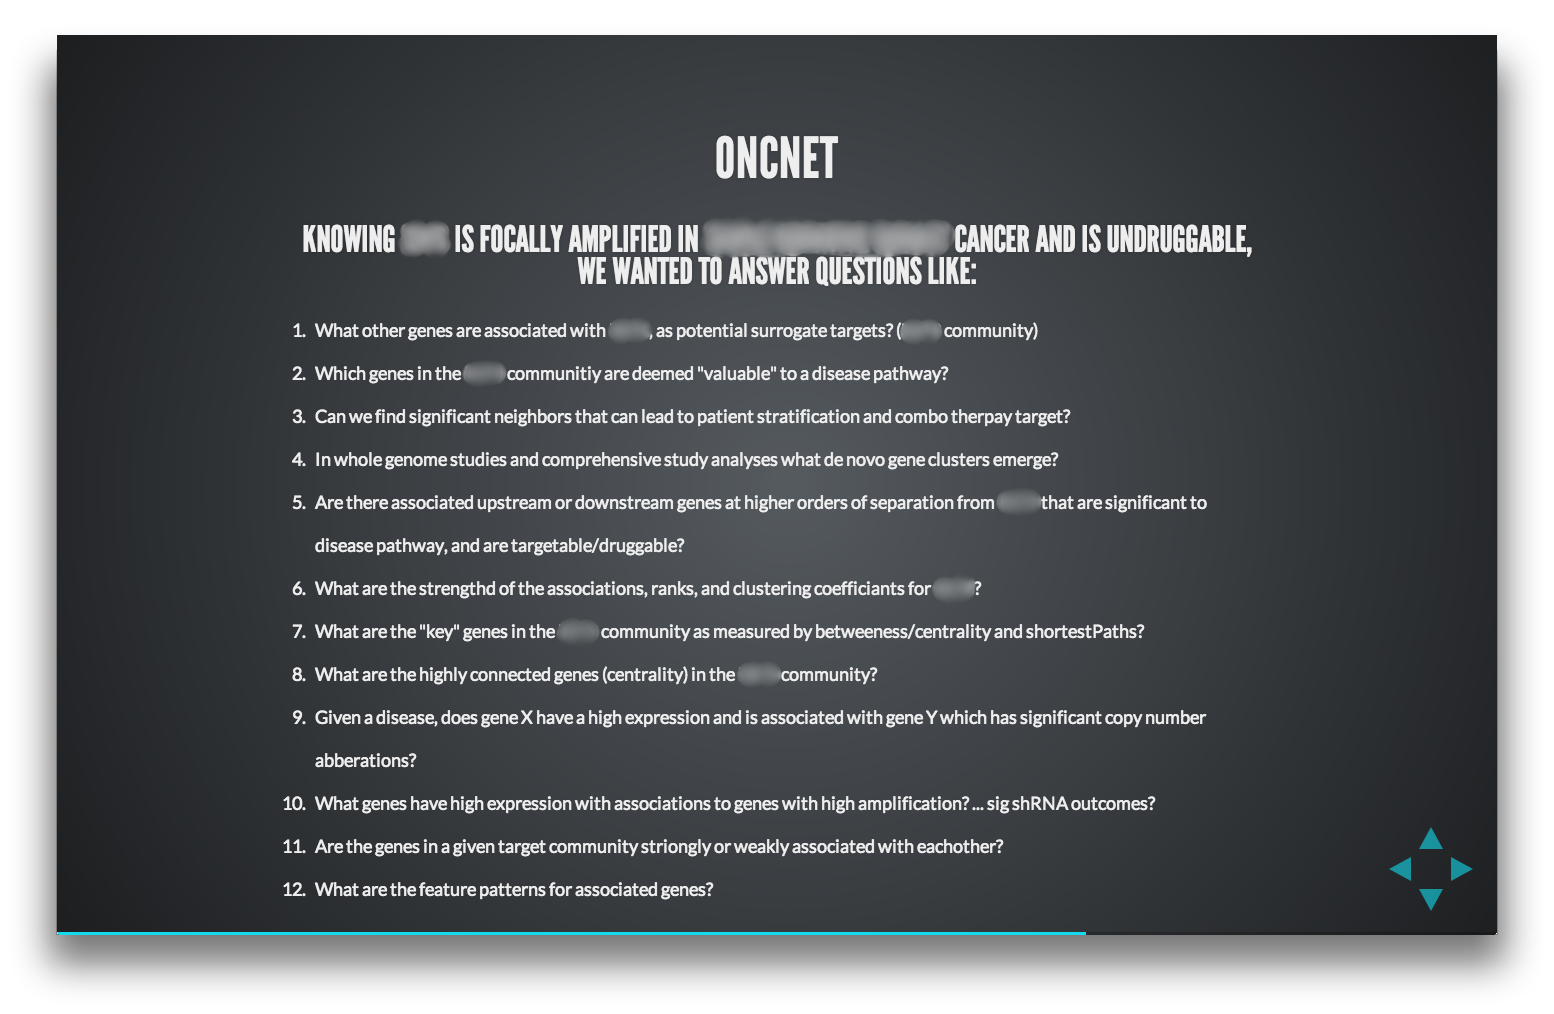 ONCNET
KNOWING IS FOCALLY AMPLIFIED IN CANCER AND IS UNDRUGGABLE,
WE WANTED TO ANSWER QUESTIONS LIKE:
1. What other genes are associated with , as potential surrogate targets? ( community)
2. Which genes in the communitiy are deemed "valuable" to a disease pathway?
3. Can we find significant neighbors that can lead to patient stratification and combo therpay target?
4. In whole genome studies and comprehensive study analyses what de novo gene clusters emerge?
5. Are there associated upstream or downstream genes at higher orders of separation from that are significant to
disease pathway, and are targetable/druggable?
6. What are the strengthd of the associations, ranks, and clustering coefficiants for ?
7. What are the "key" genes in the community as measured by betweeness/centrality and shortestPaths?
8. What are the highly connected genes (centrality) in the community?
9. Given a disease, does gene X have a high expression and is associated with gene Y which has significant copy number
abberations?
10. What genes have high expression with associations to genes with high amplification? ... sig shRNA outcomes?
11. Are the genes in a given target community striongly or weakly associated with eachother?
12. What are the feature patterns for associated genes?